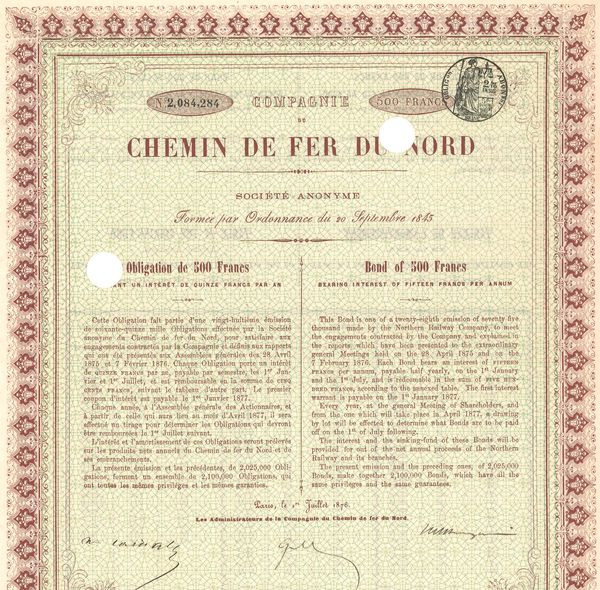 No 2,084,284 COMPAGNIE 500 FRANCS
DU
CHEMIN DE FER DU NORD
SOCIÉTÉ ANONYME
Formée par Ordonnance du 20 Septembre 1845
Obligation de 500 Francs
ANT UN INTÉRÊT DE QUINZE FRANCS PAR AN
Cette Obligation fait partie d'une vingt-huitième émission
de soixante-quinze mille Obligations effectuée par la Société
anonyme du Chemin de fer du Nord, pour satisfaire aux
engagements contractés par la Compagnie et définis aux rapports
qui ont été présentés aux Assemblées générales des 28 Avril
1875 et 7 Février 1876. Chaque Obligation porte un intérêt
de QUINZE FRANCS PAR AN, payable par semestre, les 1er Jan-
vier et 1er Juillet, et est remboursable en la somme de CINQ
CENTS FRANCS, suivant le tableau d'autre part. Le premier
coupon d'intérêt est payable le 1er Janvier 1877.
Chaque année, à l'Assemblée générale des Actionnaires, et
à partir de celle qui aura lieu au mois d'Avril 1877, il sera
effectué un tirage pour déterminer les Obligations qui devront
être remboursées le 1er Juillet suivant.
L'intérêt et l'amortissement de ces Obligations seront prélevés
sur les produits nets annuels du Chemin de fer du Nord et de
ses embranchements.
La présente émission et les précédentes, de 2,025,000 Obli-
gations, forment un ensemble de 2,100,000 Obligations, qui
ont toutes les mêmes priviléges et les mêmes garanties.
Bond of 500 Francs
BEARING INTEREST OF FIFTEEN FRANCS PER ANNUM
This Bond is one of a twenty-eighth emission of seventy five
thousand made by the Northern Railway Company, to meet
the engagements contracted by the Company and explained in
the reports, which have been presented to the extraordinary
general Meetings held on the 28 April 1875 and on the
7 February 1876. Each Bond bears an interest of FIFTEEN
FRANCS per annum, payable half yearly, on the 1st January
and the 1st July, and is redeemable in the sum of FIVE HUN-
DRED FRANCS, according to the annexed table. The first interest
warrant is payable on the 1st January 1877.
Every year, at the general Meeting of Shareholders, and
from the one which will take place in April 1877, a drawing
by lot will be effected to determine what Bonds are to be paid
off on the 1st of July following.
The interest and the sinking-fund of these Bonds will be
provided for out of the net annual proceeds of the Northern
Railway and its branches.
The present emission and the preceding ones, of 2,025,000
Bonds, make together 2,100,000 Bonds, which have all the
same privileges and the same guarantees.
Paris, le 1er Juillet 1876.
Les Administrateurs de la Compagnie du Chemin de fer du Nord.